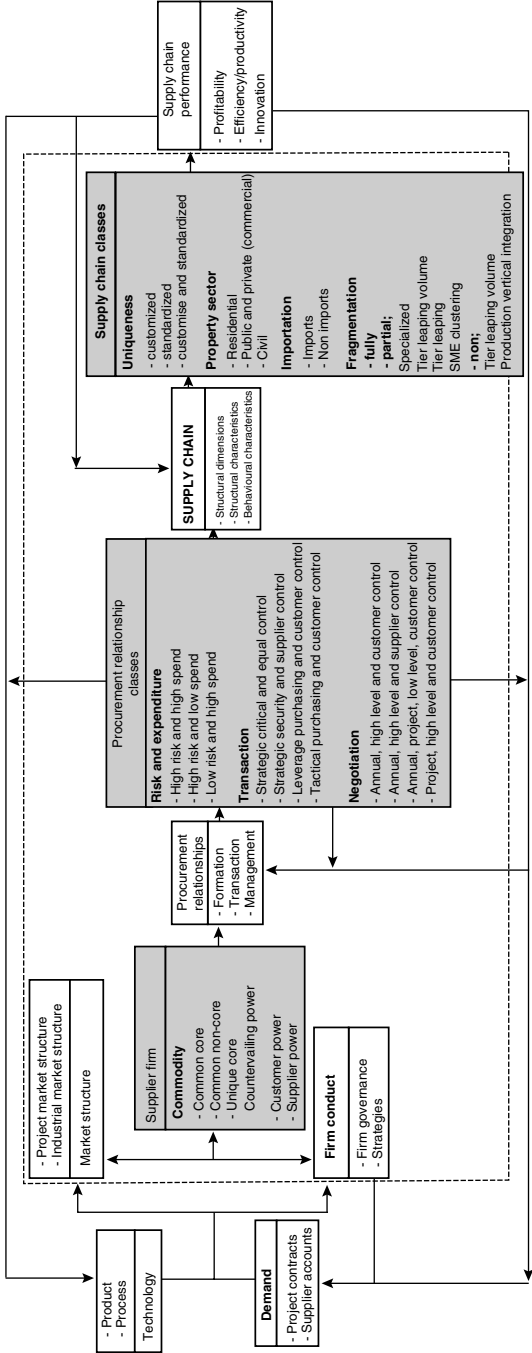 - Product
- Process
Technology
Demand
- Project contracts
- Supplier accounts
- Project market structure
- Industrial market structure
Market structure
Supplier firm
Commodity
- Common core
- Common non-core
- Unique core
Countervailing power
- Customer power
- Supplier power
Firm conduct
- Firm governance
- Strategies
Procurement
relationships
- Formation
- Transaction
- Management
Procurement relationship
classes
Risk and expenditure
- High risk and high spend
- High risk and low spend
- Low risk and high spend
Transaction
- Strategic critical and equal control
- Strategic security and supplier control
- Leverage purchasing and customer control
- Tactical purchasing and customer control
Negotiation
- Annual, high level and customer control
- Annual, high level and supplier control
- Annual, project, low level, customer control
- Project, high level and customer control
SUPPLY CHAIN
- Structural dimensions
- Structural characteristics
- Behavioural characteristics
Supply chain classes
Uniqueness
- customized
- standardized
- customise and standardized
Property sector
- Residential
- Public and private (commercial)
- Civil
Importation
- Imports
- Non imports
Fragmentation
- fully
- partial;
Specialized
Tier leaping volume
Tier leaping
SME clustering
- non;
Tier leaping volume
Production vertical integration
Supply chain
performance
- Profitability
- Efficiency/productivity
- Innovation